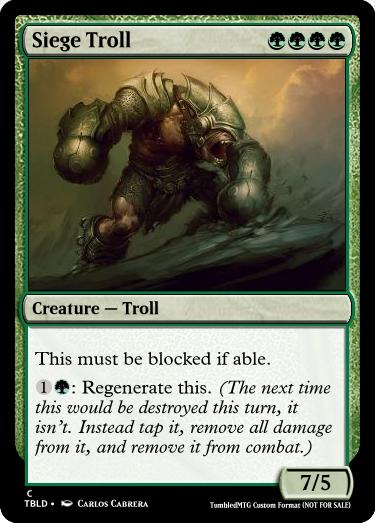 Siege Troll
Creature — Troll
This must be blocked if able.
1 : Regenerate this. (The next time
this would be destroyed this turn, it
isn't. Instead tap it, remove all damage
from it, and remove it from combat.)
7/5
C
TBLD • Carlos Cabrera
TumbledMTG Custom Format (NOT FOR SALE)